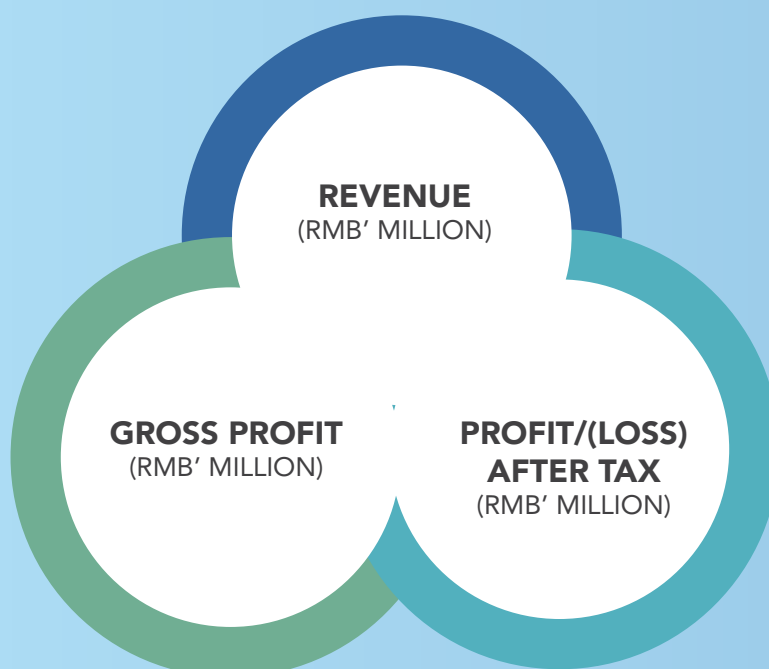 REVENUE
(RMB' MILLION)
GROSS PROFIT
(RMB' MILLION)
PROFIT/(LOSS)
AFTER TAX
(RMB' MILLION)